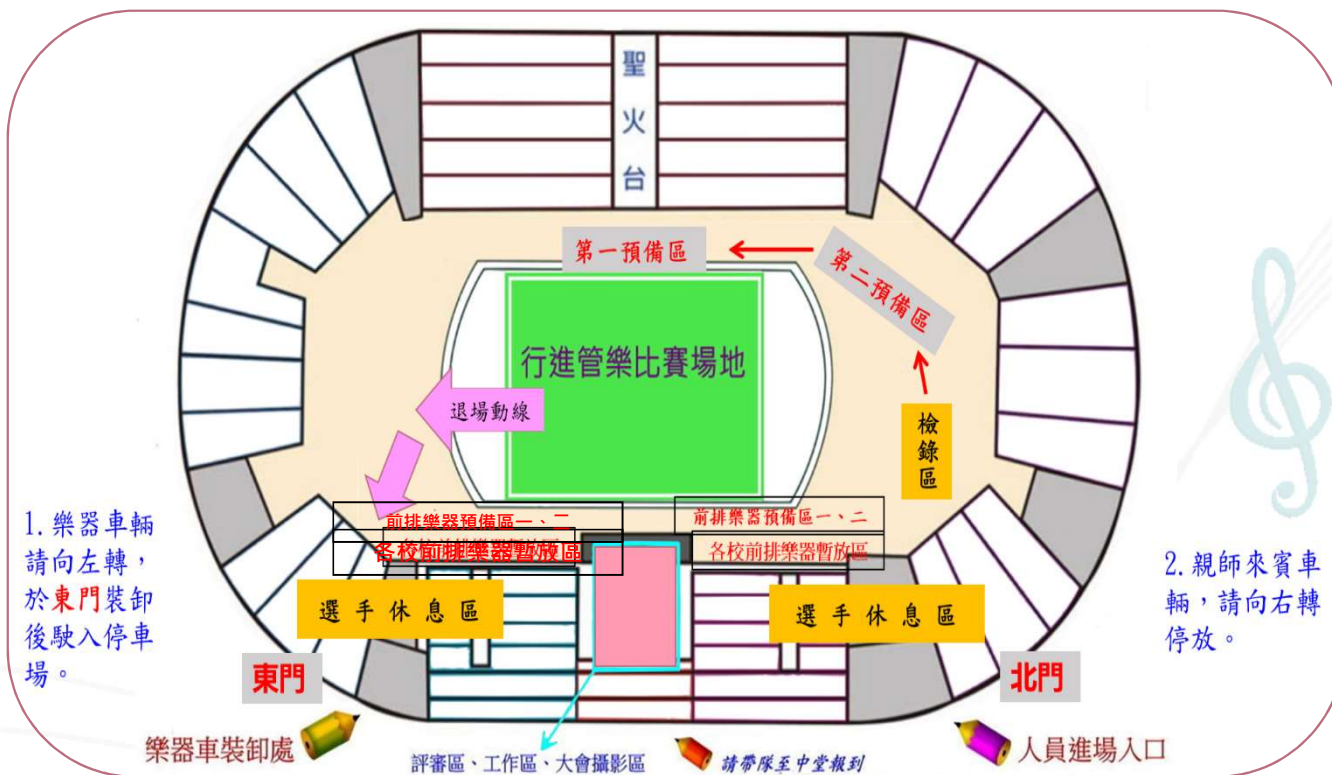 聖火台
第一預備區
第二預備區
行進管樂比賽場地
退場動線
檢錄區
前排樂器預備區一、二
前排樂器預備區一、二
各校前排樂器暫放區
各校前排樂器暫放區
1. 樂器車輛
請向左轉，
於東門裝卸
後駛入停車
場。
2. 親師來賓車
輛，請向右轉
停放。
選手休息區
選手休息區
東門
北門
樂器車裝卸處
評審區、工作區、大會攝影區
請帶隊至中堂報到
人員進場入口